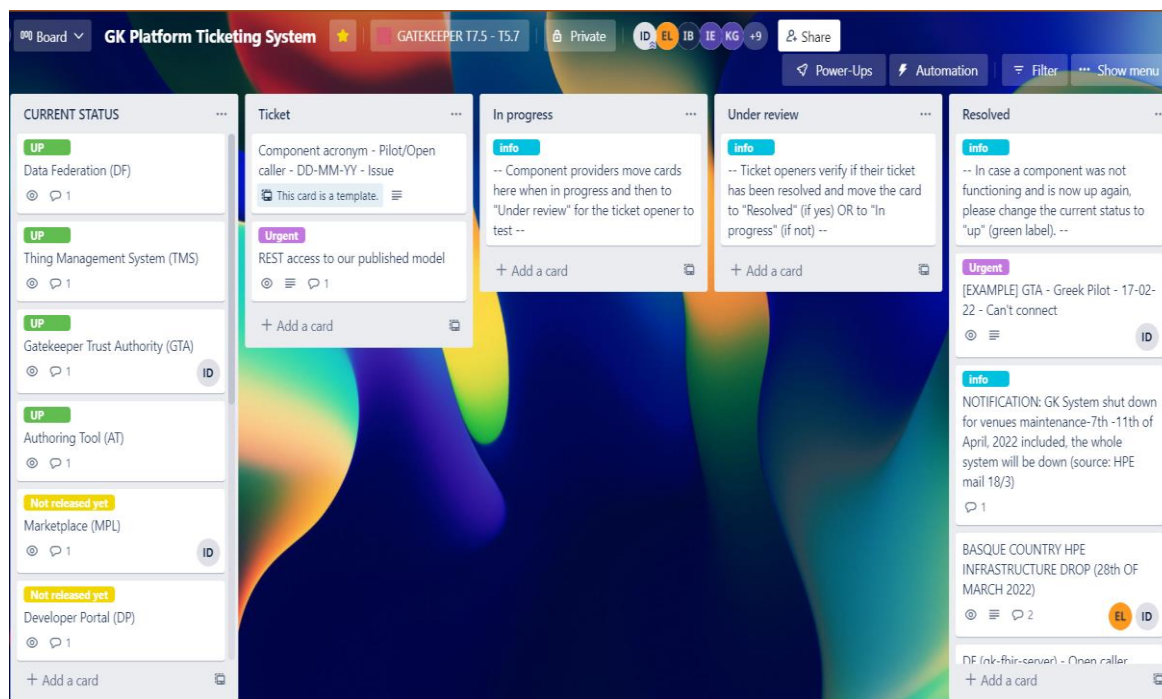 Board
GK Platform Ticketing System
GATEKEEPER T7.5 - T5.7
Private
ID
EL
IB
IE
KG
+9
Share
Power-Ups
Automation
Filter
Show menu
CURRENT STATUS
UP
Data Federation (DF)
1
UP
Thing Management System (TMS)
1
UP
Gatekeeper Trust Authority (GTA)
1
ID
UP
Authoring Tool (AT)
1
Not released yet
Marketplace (MPL)
1
ID
Not released yet
Developer Portal (DP)
1
+ Add a card
Ticket
Component acronym - Pilot/Open
caller - DD-MM-YY - Issue
This card is a template.
Urgent
REST access to our published model
1
+ Add a card
In progress
info
-- Component providers move cards
here when in progress and then to
"Under review" for the ticket opener to
test --
+ Add a card
Under review
info
-- Ticket openers verify if their ticket
has been resolved and move the card
to "Resolved" (if yes) OR to "In
progress" (if not) --
+ Add a card
Resolved
info
-- In case a component was not
functioning and is now up again,
please change the current status to
"up" (green label). --
Urgent
[EXAMPLE] GTA - Greek Pilot - 17-02-
22 - Can't connect
ID
info
NOTIFICATION: GK System shut down
for venues maintenance-7th -11th of
April, 2022 included, the whole
system will be down (source: HPE
mail 18/3)
1
BASQUE COUNTRY HPE
INFRASTRUCTURE DROP (28th OF
MARCH 2022)
2
EL
ID
DF (gk-fhir-server) - Open caller
+ Add a card